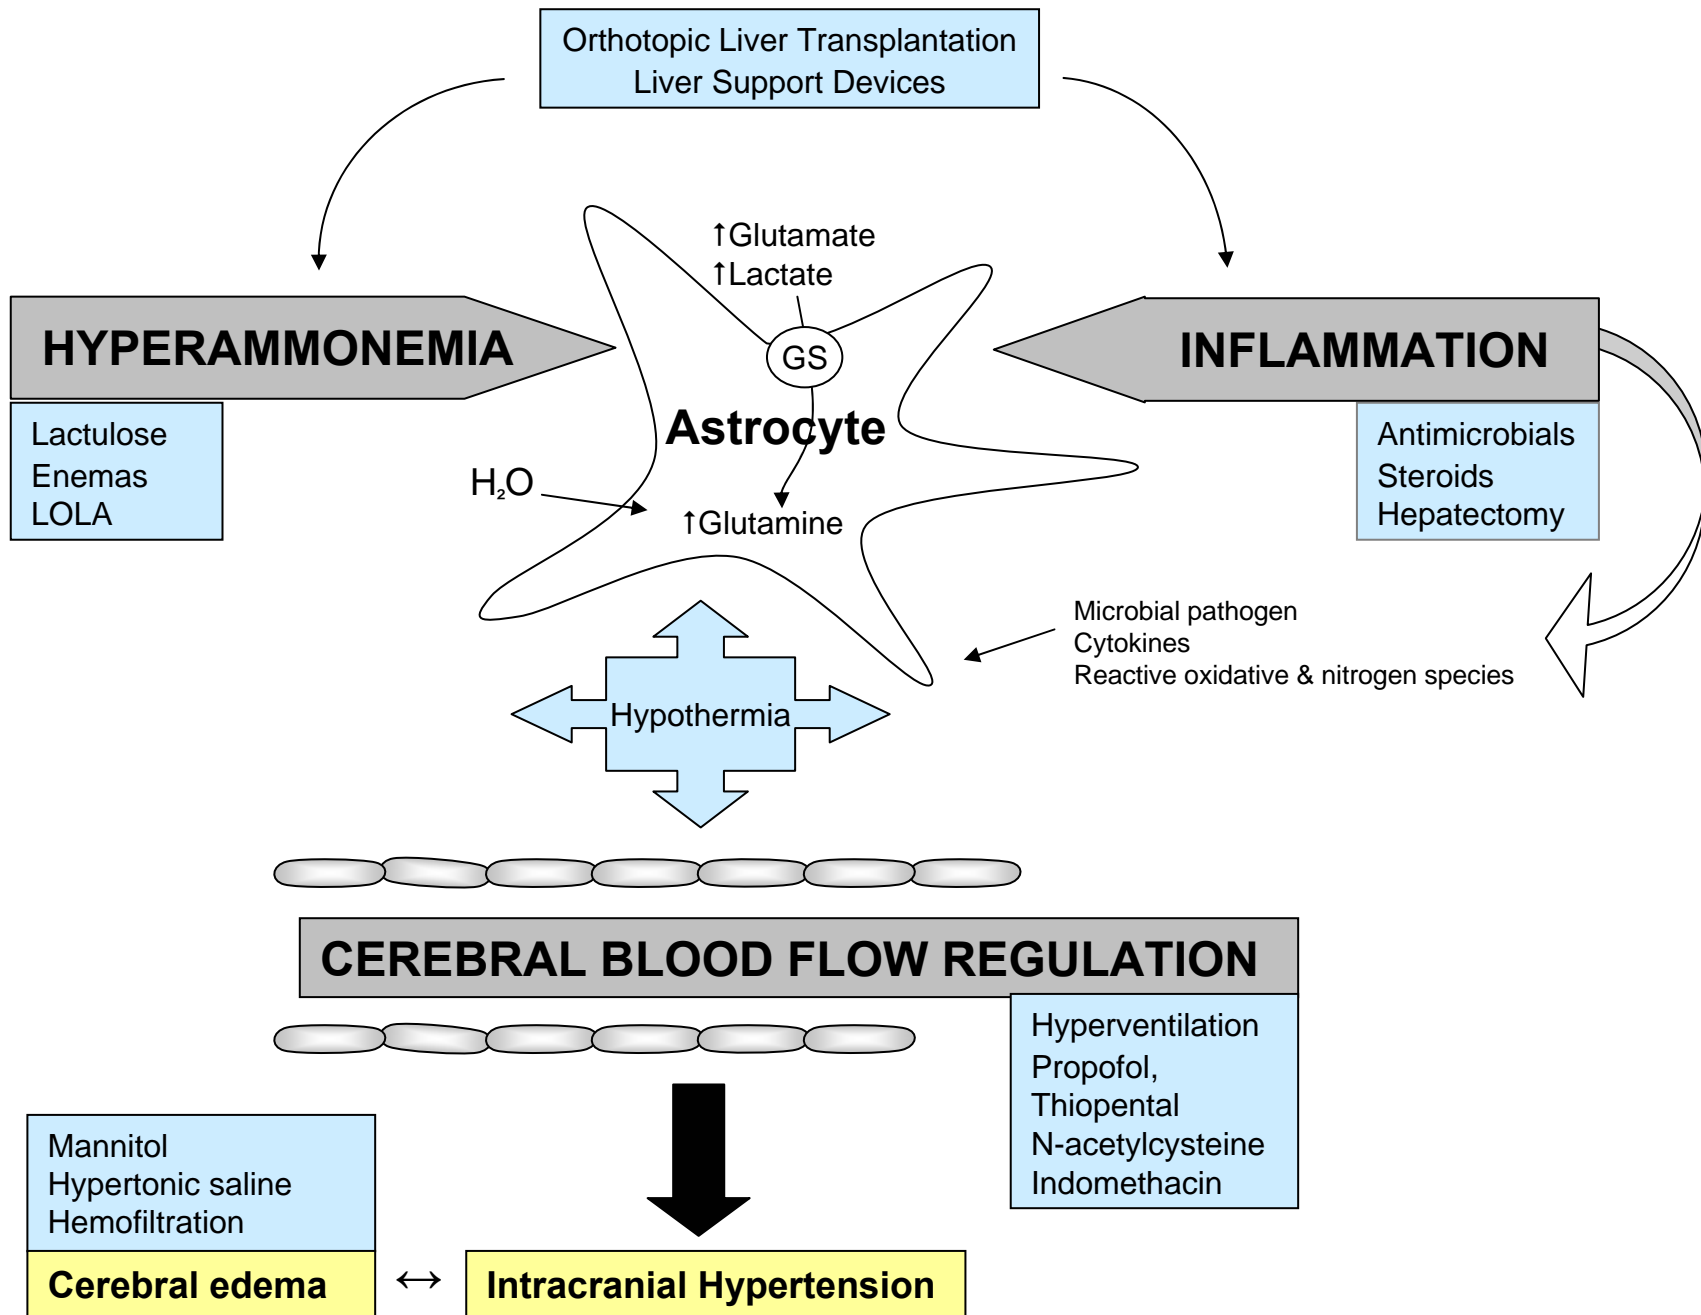 Orthotopic Liver Transplantation
Liver Support Devices
↑Glutamate
↑Lactate
HYPERAMMONEMIA
GS
INFLAMMATION
Lactulose
Enemas
LOLA
Astrocyte
H₂O
↑Glutamine
Antimicrobials
Steroids
Hepatectomy
Microbial pathogen
Cytokines
Reactive oxidative & nitrogen species
Hypothermia
CEREBRAL BLOOD FLOW REGULATION
Hyperventilation
Propofol,
Thiopental
N-acetylcysteine
Indomethacin
Mannitol
Hypertonic saline
Hemofiltration
Cerebral edema ↔ Intracranial Hypertension